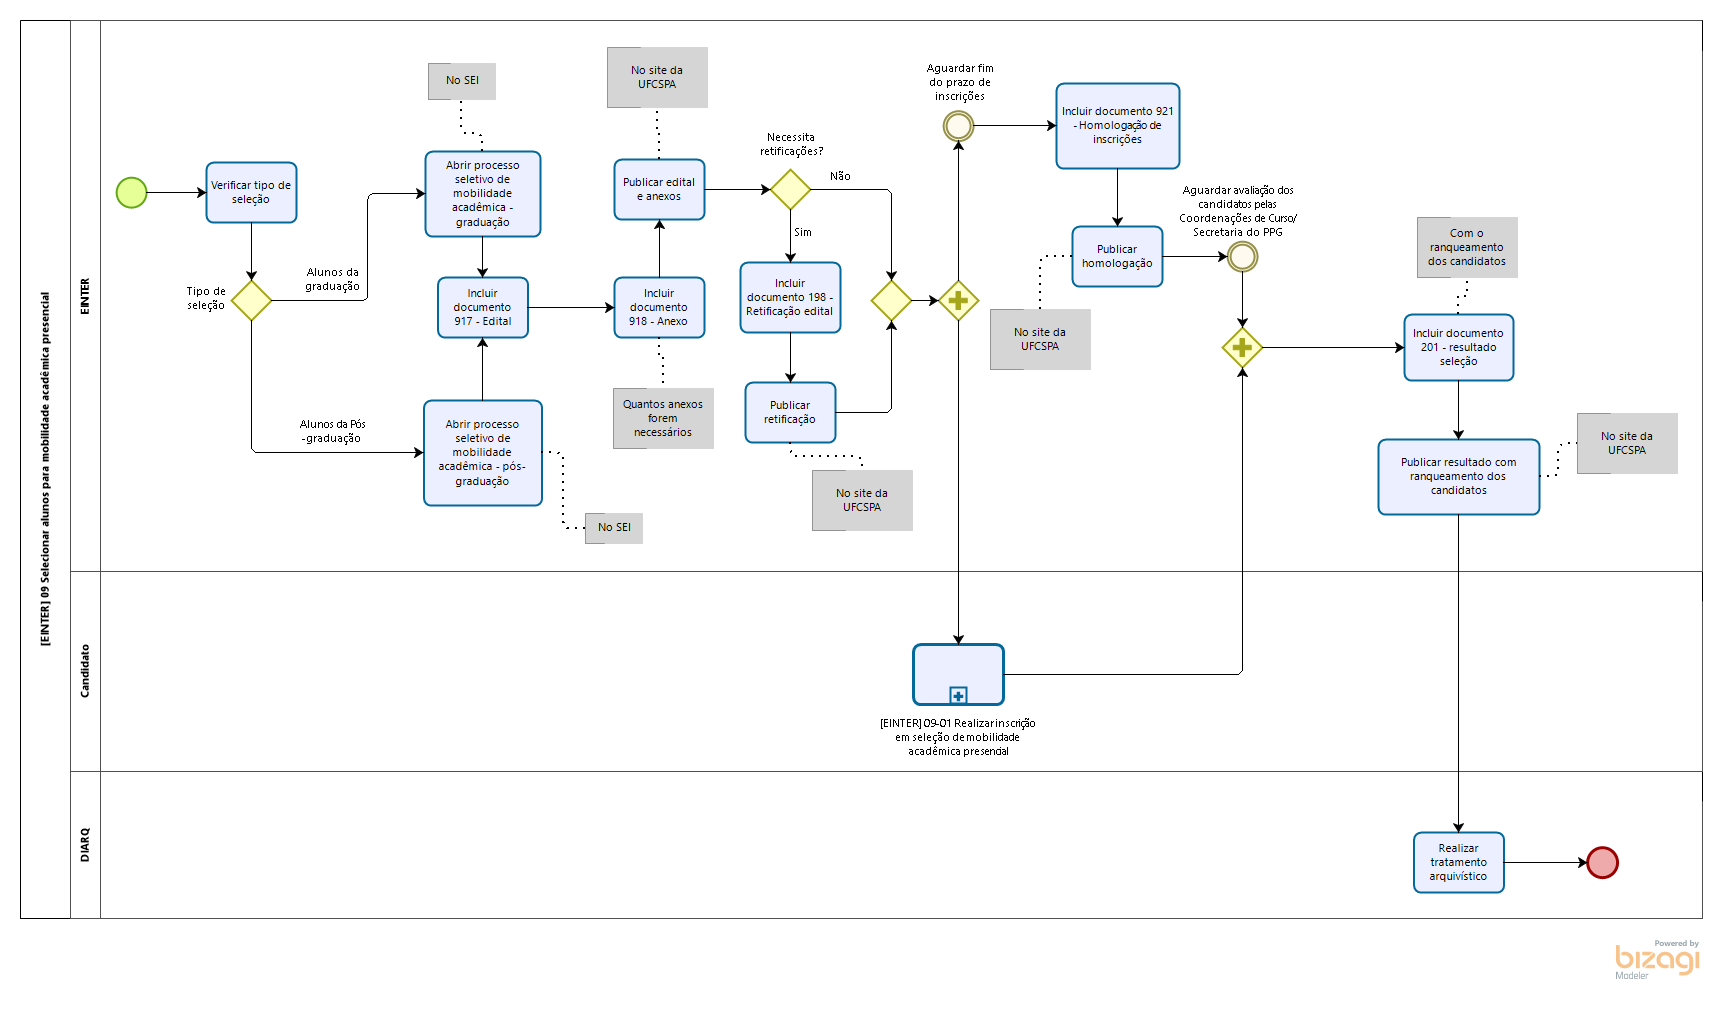 [EINTER] 09 Selecionar alunos para mobilidade acadêmica presencial
EINTER
Verificar tipo de
seleção
Tipo de
seleção
Alunos da
graduação
Alunos da Pós
-graduação
No SEI
Abrir processo
seletivo de
mobilidade
acadêmica -
graduação
Incluir
documento
917 - Edital
Abrir processo
seletivo de
mobilidade
acadêmica - pós-
graduação
No SEI
No site da
UFCSPA
Publicar edital
e anexos
Incluir
documento
918 - Anexo
Quantos anexos
forem
necessários
Necessita
retificações?
Não
Sim
Incluir
documento 198 -
Retificação edital
Publicar
retificação
No site da
UFCSPA
Aguardar fim
do prazo de
inscrições
Incluir documento 921
- Homologação de
inscrições
Publicar
homologação
No site da
UFCSPA
Aguardar avaliação dos
candidatos pelas
Coordenações de Curso/
Secretaria do PPG
Com o
ranqueamento
dos candidatos
Incluir documento
201 - resultado
seleção
Publicar resultado com
ranqueamento dos
candidatos
No site da
UFCSPA
Candidato
[EINTER] 09-01 Realizar inscrição
em seleção de mobilidade
acadêmica presencial
DIARQ
Realizar
tratamento
arquivístico
Powered by
bizagi
Modeler